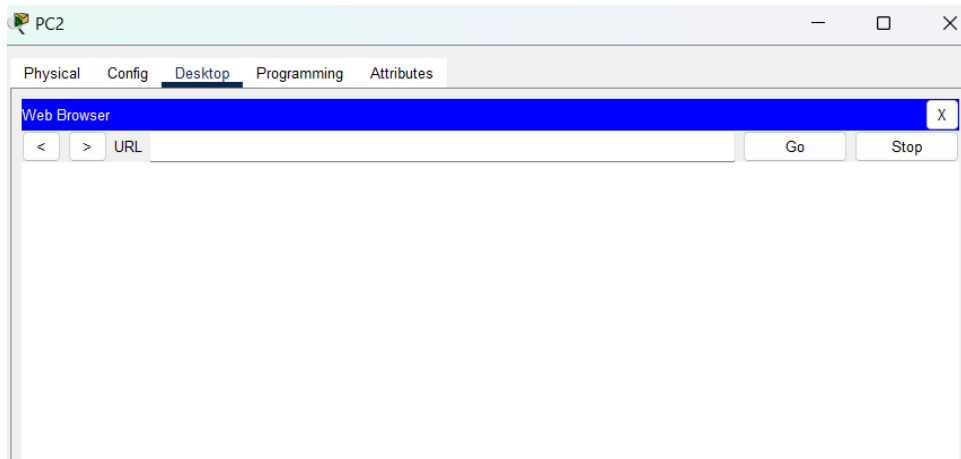 PC2
Physical Config Desktop Programming Attributes
Web Browser X
< > URL Go Stop